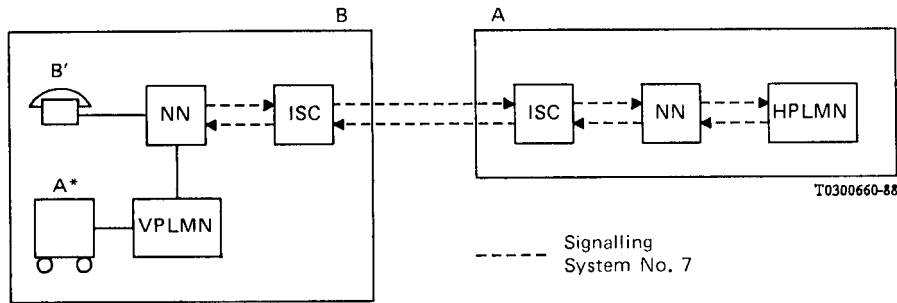 B
A
B'
NN
ISC
ISC
NN
HPLMN
T0300660-88
A*
VPLMN
Signalling
System No. 7